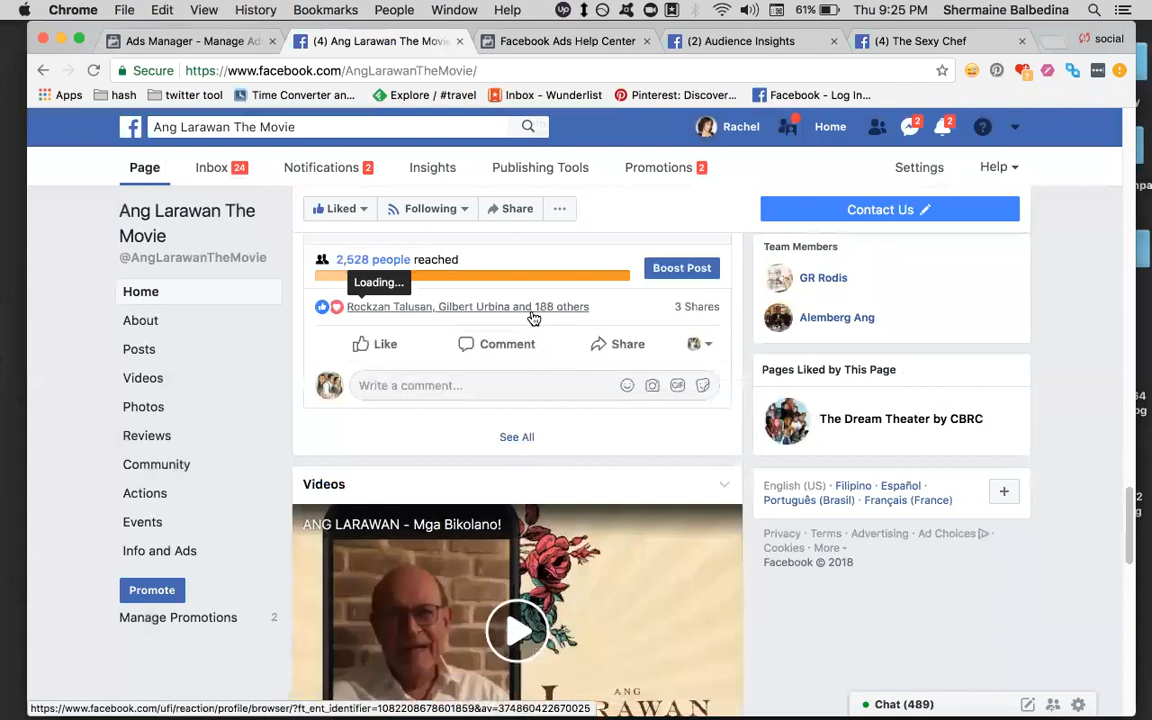 Chrome File Edit View History Bookmarks People Window Help 61% Thu 9:25 PM Shermaine Balbedina
Ads Manager - Manage Ad (4) Ang Larawan The Movie Facebook Ads Help Center (2) Audience Insights (4) The Sexy Chef social
Secure https://www.facebook.com/AngLarawanTheMovie/
Apps hash twitter tool Time Converter an... Explore / #travel Inbox - Wunderlist Pinterest: Discover... Facebook - Log In...
Ang Larawan The Movie Rachel Home 2 2
Page Inbox 24 Notifications 2 Insights Publishing Tools Promotions 2 Settings Help
Ang Larawan The
Movie
@AngLarawanTheMovie
Home
About
Posts
Videos
Photos
Reviews
Community
Actions
Events
Info and Ads
Promote
Manage Promotions 2
Liked Following Share ... Contact Us
2,528 people reached
Boost Post
Loading...
Rockzan Talusan, Gilbert Urbina and 188 others 3 Shares
Like Comment Share
Write a comment... GIF
See All
Videos
ANG LARAWAN - Mga Bikolano!
ANG
LARAWAN
Team Members
GR Rodis
Alemberg Ang
Pages Liked by This Page
The Dream Theater by CBRC
English (US) · Filipino · Español ·
Português (Brasil) · Français (France)
Privacy · Terms · Advertising · Ad Choices ·
Cookies · More
Facebook © 2018
Chat (489)
https://www.facebook.com/ufi/reaction/profile/browser/?ft_ent_identifier=1082208678601859&av=374860422670025